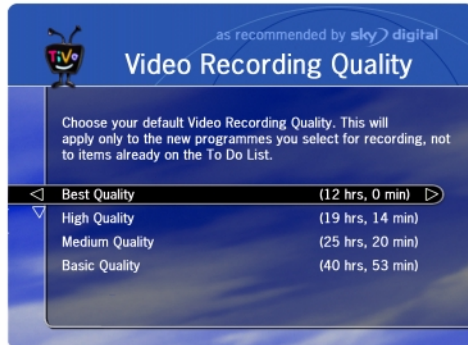 as recommended by sky digital
TiVo
Video Recording Quality
Choose your default Video Recording Quality. This will
apply only to the new programmes you select for recording, not
to items already on the To Do List.
Best Quality (12 hrs, 0 min)
High Quality (19 hrs, 14 min)
Medium Quality (25 hrs, 20 min)
Basic Quality (40 hrs, 53 min)